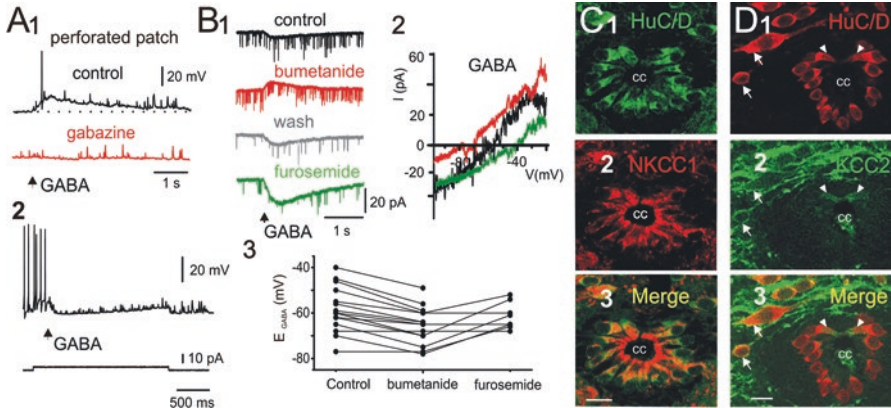 A1
perforated patch
control
20 mV
gabazine
GABA
1 s
2
20 mV
GABA
10 pA
500 ms
B1
control
bumetanide
wash
furosemide
20 pA
GABA
1 s
2
GABA
I (pA)
60
40
20
0
-20
-40
-80
-40
V(mV)
3
E GABA (mV)
-40
-60
-80
Control
bumetanide
furosemide
C1
HuC/D
cc
2
NKCC1
cc
3
Merge
cc
D1
HuC/D
cc
2
KCC2
cc
3
Merge
cc